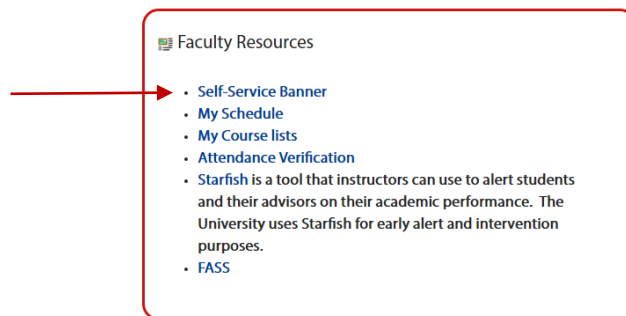 Faculty Resources
Self-Service Banner
My Schedule
My Course lists
Attendance Verification
Starfish is a tool that instructors can use to alert students
and their advisors on their academic performance. The
University uses Starfish for early alert and intervention
purposes.
FASS